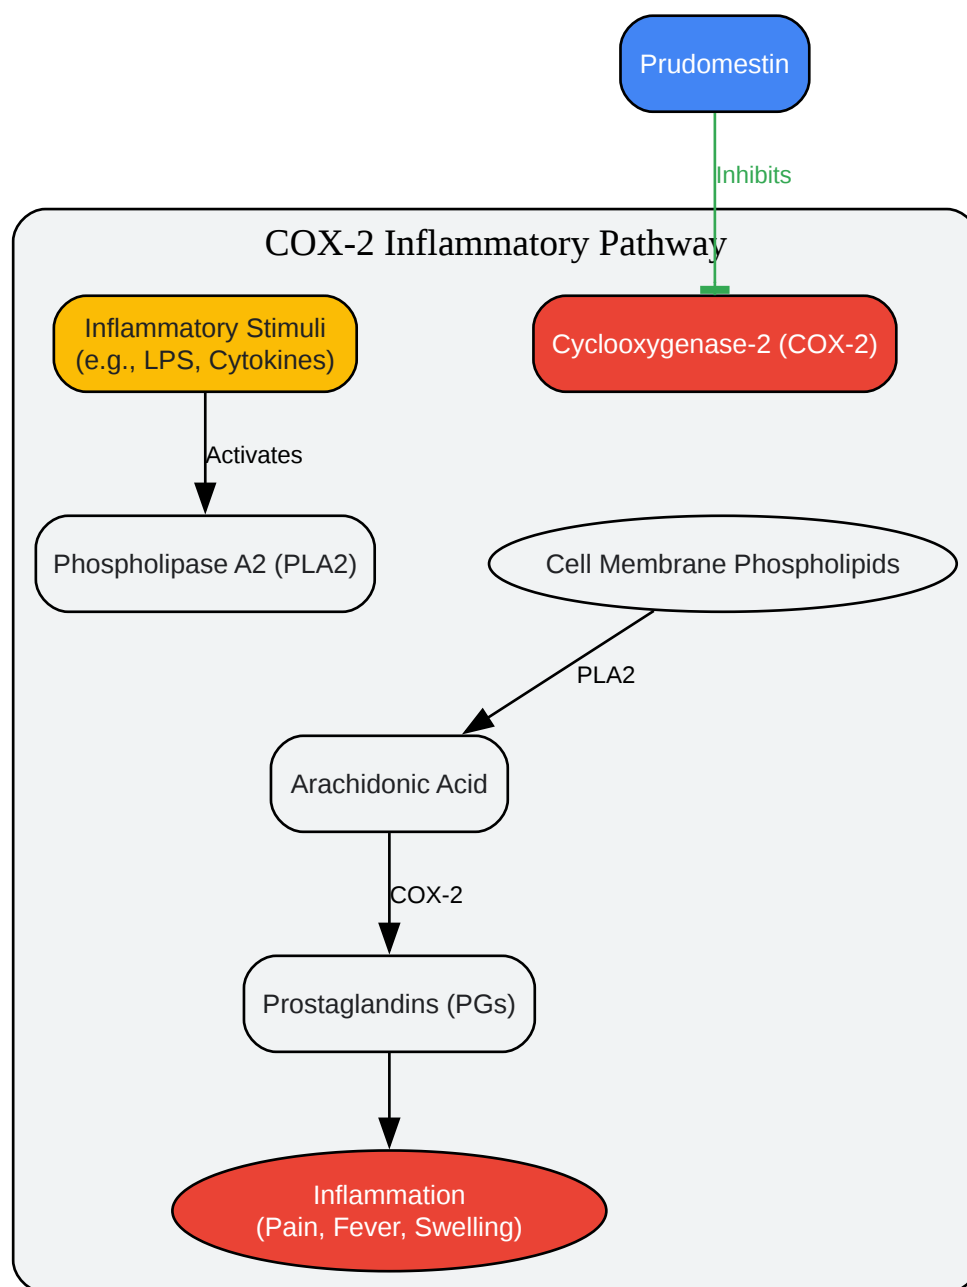 Prudomestin
Inhibits
COX-2 Inflammatory Pathway
Inflammatory Stimuli
(e.g., LPS, Cytokines)
Cyclooxygenase-2 (COX-2)
Activates
Phospholipase A2 (PLA2)
Cell Membrane Phospholipids
PLA2
Arachidonic Acid
COX-2
Prostaglandins (PGs)
Inflammation
(Pain, Fever, Swelling)